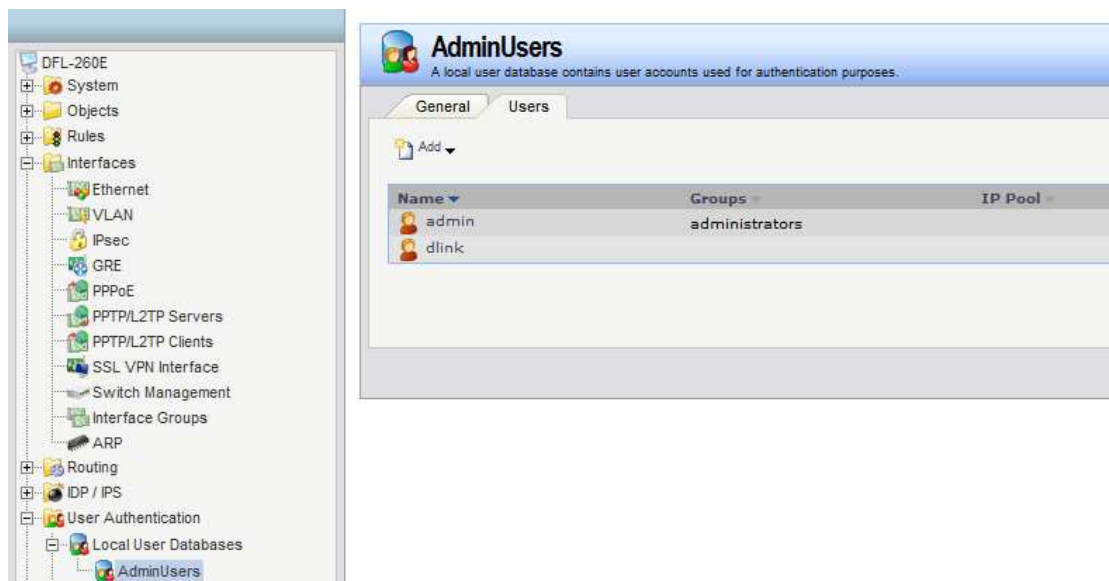 DFL-260E
System
Objects
Rules
Interfaces
Ethernet
VLAN
IPsec
GRE
PPPoE
PPTP/L2TP Servers
PPTP/L2TP Clients
SSL VPN Interface
Switch Management
Interface Groups
ARP
Routing
IDP / IPS
User Authentication
Local User Databases
AdminUsers
AdminUsers
A local user database contains user accounts used for authentication purposes.
General Users
Add
Name Groups IP Pool
admin administrators
dlink